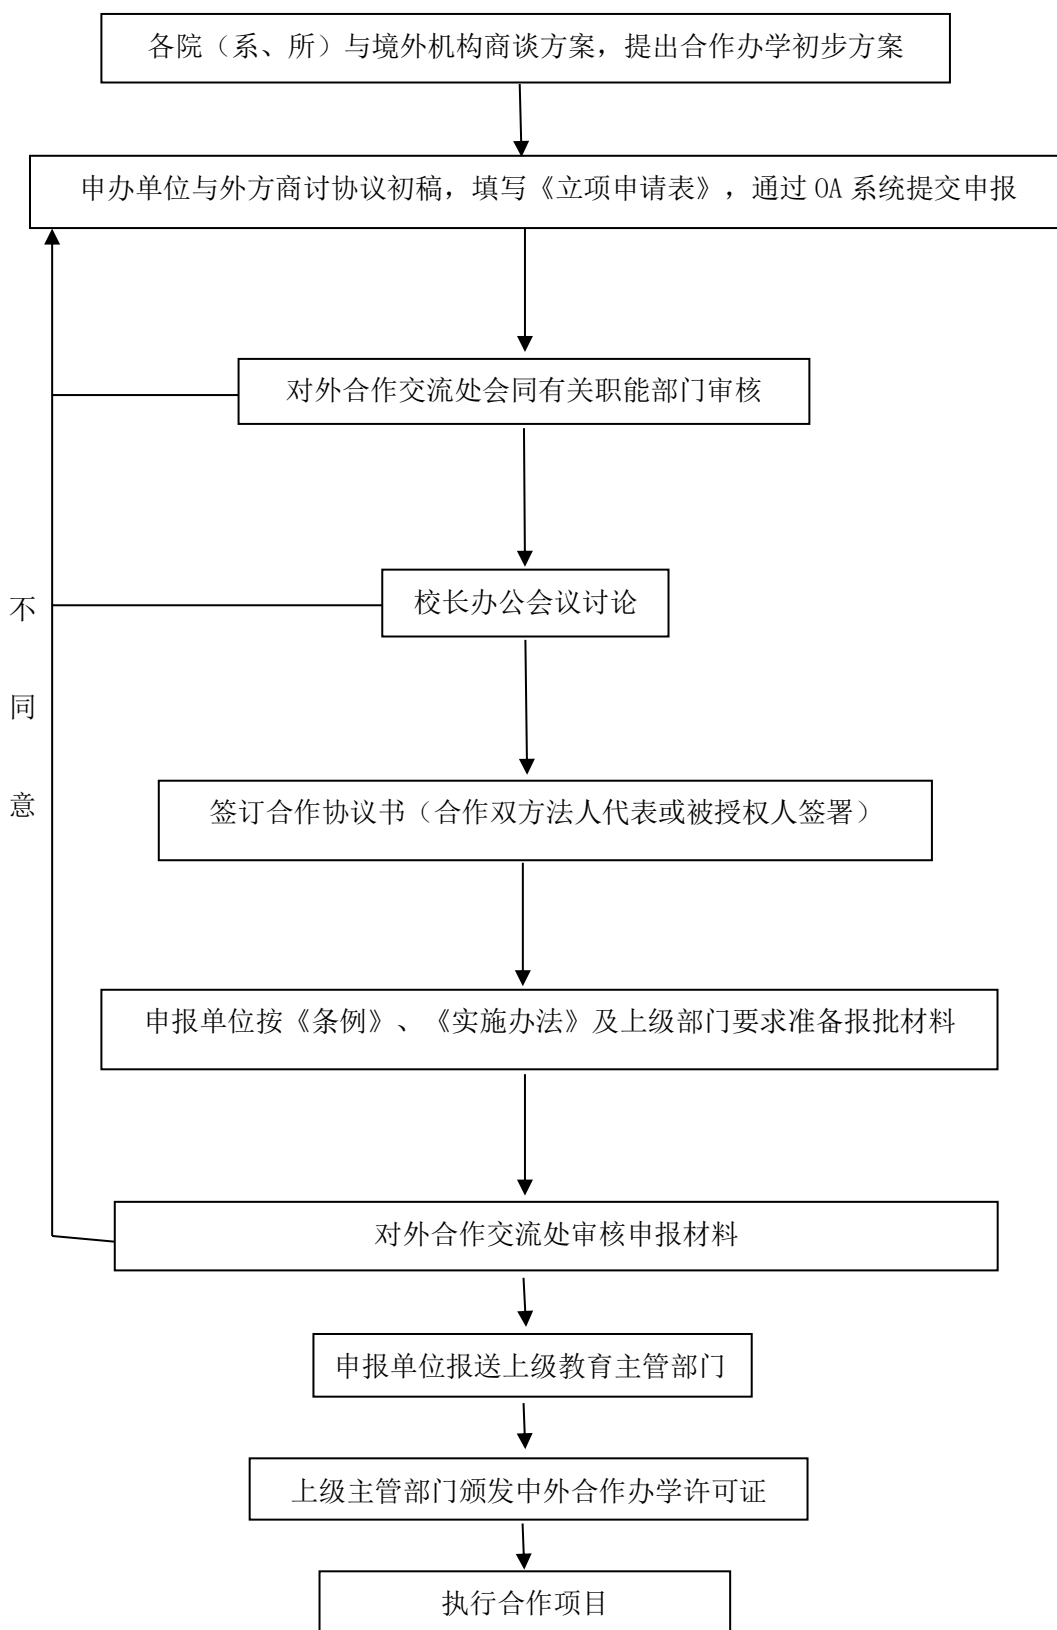 各院（系、所）与境外机构商谈方案，提出合作办学初步方案
申办单位与外方商讨协议初稿，填写《立项申请表》，通过 OA 系统提交申报
对外合作交流处会同有关职能部门审核
校长办公会议讨论
不
同
意
签订合作协议书（合作双方法人代表或被授权人签署）
申报单位按《条例》、《实施办法》及上级部门要求准备报批材料
对外合作交流处审核申报材料
申报单位报送上级教育主管部门
上级主管部门颁发中外合作办学许可证
执行合作项目